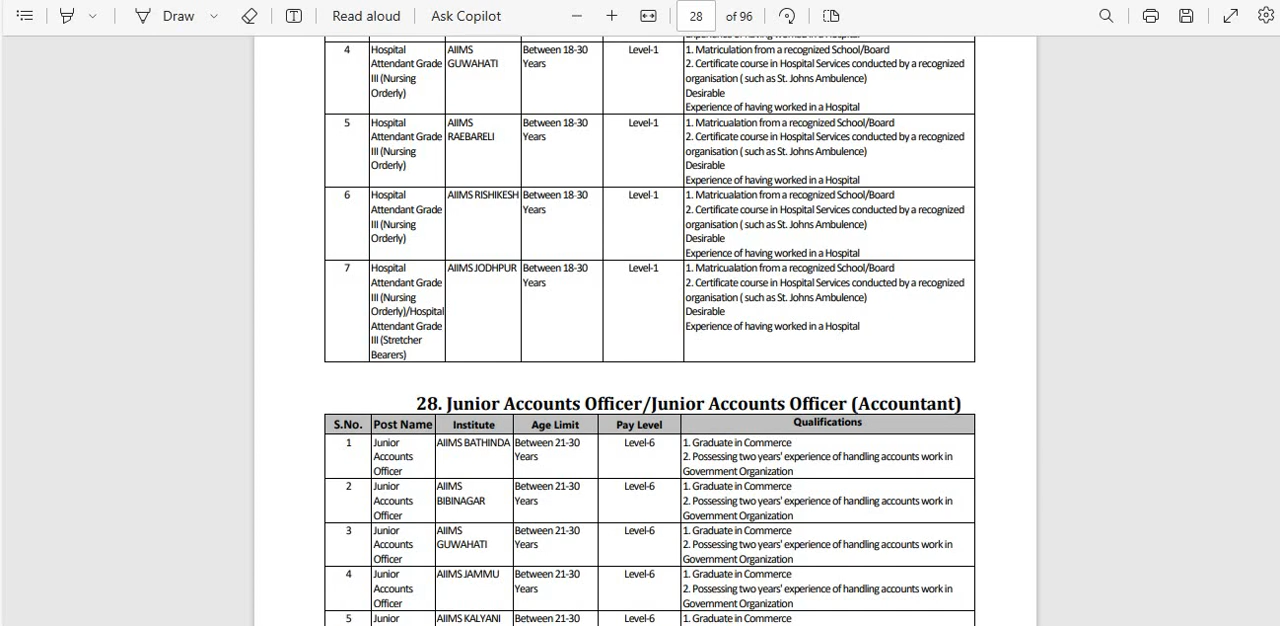 Draw
Read aloud
Ask Copilot
28 of 96
4 Hospital AIIMS Between 18-30 Level-1 1. Matriculation from a recognized School/Board
Attendant Grade GUWAHATI Years 2. Certificate course in Hospital Services conducted by a recognized
III (Nursing organisation ( such as St. Johns Ambulence)
Orderly) Desirable
Experience of having worked in a Hospital
5 Hospital AIIMS Between 18-30 Level-1 1. Matricualation from a recognized School/Board
Attendant Grade RAEBARELI Years 2. Certificate course in Hospital Services conducted by a recognized
III (Nursing organisation ( such as St. Johns Ambulence)
Orderly) Desirable
Experience of having worked in a Hospital
6 Hospital AIIMS RISHIKESH Between 18-30 Level-1 1. Matricualation from a recognized School/Board
Attendant Grade Years 2. Certificate course in Hospital Services conducted by a recognized
III (Nursing organisation ( such as St. Johns Ambulence)
Orderly) Desirable
Experience of having worked in a Hospital
7 Hospital AIIMS JODHPUR Between 18-30 Level-1 1. Matricualation from a recognized School/Board
Attendant Grade Years 2. Certificate course in Hospital Services conducted by a recognized
III (Nursing organisation ( such as St. Johns Ambulence)
Orderly)/Hospital Desirable
Attendant Grade Experience of having worked in a Hospital
III (Stretcher
Bearers)
28. Junior Accounts Officer/Junior Accounts Officer (Accountant)
S.No. Post Name Institute Age Limit Pay Level Qualifications
1 Junior AIIMS BATHINDA Between 21-30 Level-6 1. Graduate in Commerce
Accounts Years 2. Possessing two years' experience of handling accounts work in
Officer Government Organization
2 Junior AIIMS Between 21-30 Level-6 1. Graduate in Commerce
Accounts BIBINAGAR Years 2. Possessing two years' experience of handling accounts work in
Officer Government Organization
3 Junior AIIMS Between 21-30 Level-6 1. Graduate in Commerce
Accounts GUWAHATI Years 2. Possessing two years' experience of handling accounts work in
Officer Government Organization
4 Junior AIIMS JAMMU Between 21-30 Level-6 1. Graduate in Commerce
Accounts Years 2. Possessing two years' experience of handling accounts work in
Officer Government Organization
5 Junior AIIMS KALYANI Between 21-30 Level-6 1. Graduate in Commerce